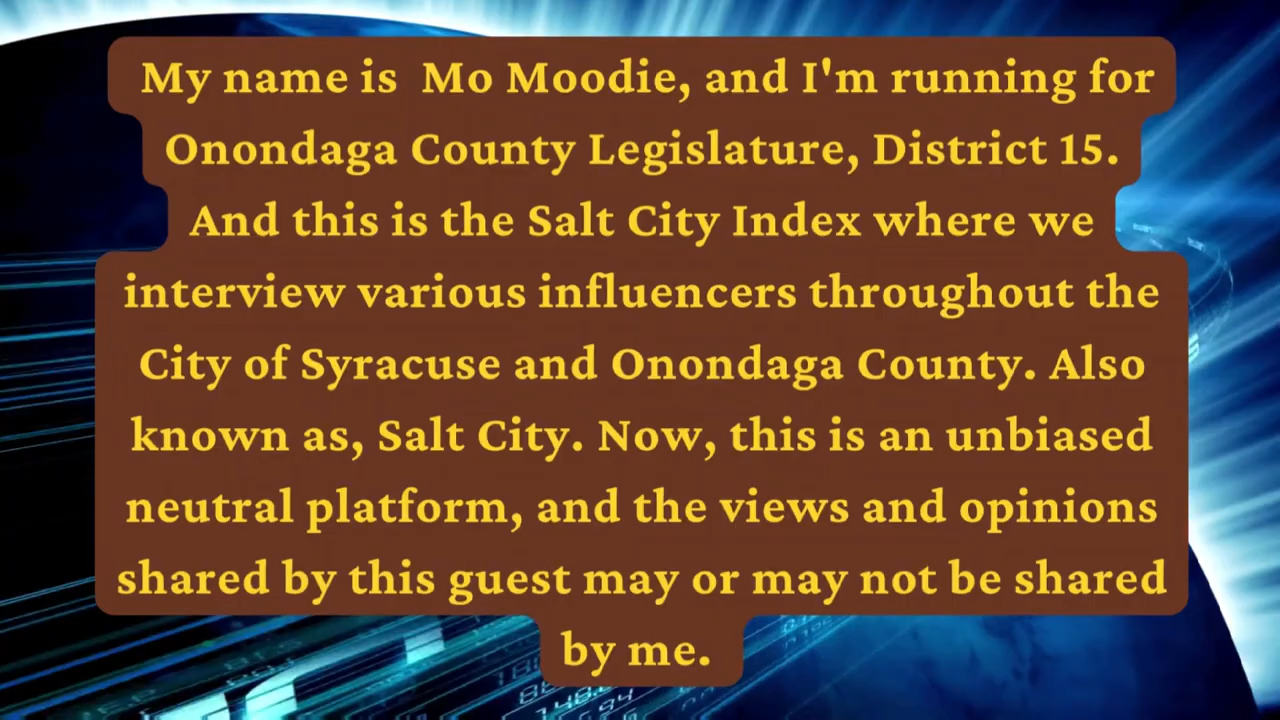 My name is Mo Moodie, and I'm running for
Onondaga County Legislature, District 15.
And this is the Salt City Index where we
interview various influencers throughout the
City of Syracuse and Onondaga County. Also
known as, Salt City. Now, this is an unbiased
neutral platform, and the views and opinions
shared by this guest may or may not be shared
by me.